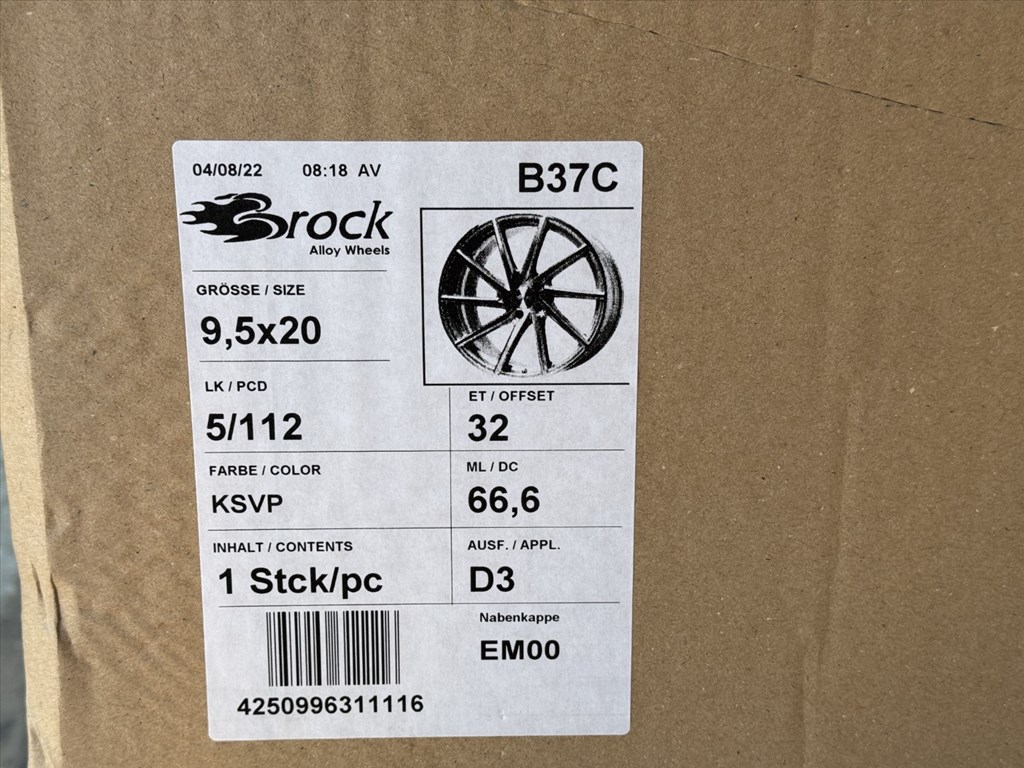 04/08/22 08:18 AV B37C
Brock
Alloy Wheels
GRÖSSE / SIZE
9,5x20
LK / PCD
5/112
ET / OFFSET
32
FARBE / COLOR
KSVP
ML / DC
66,6
INHALT / CONTENTS
1 Stck/pc
AUSF. / APPL.
D3
Nabenkappe
EM00
4250996311116